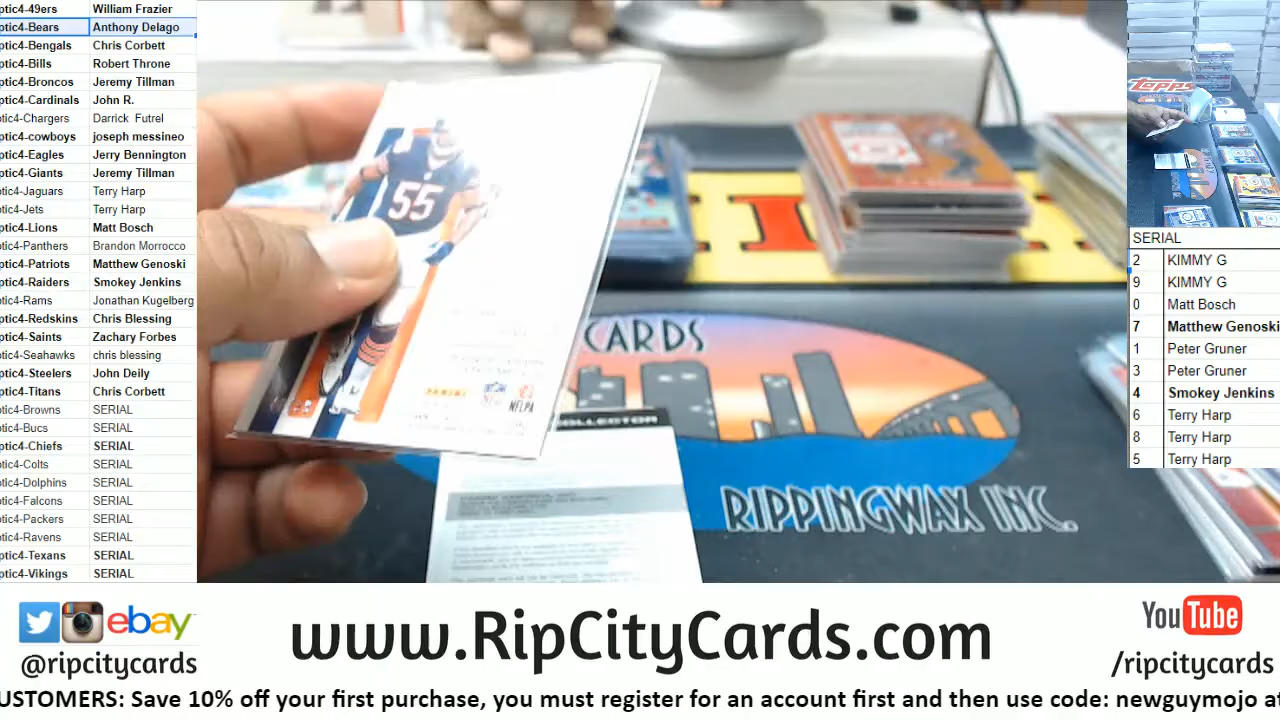 ptic4-49ers William Frazier
ptic4-Bears Anthony Delago
ptic4-Bengals Chris Corbett
ptic4-Bills Robert Throne
ptic4-Broncos Jeremy Tillman
ptic4-Cardinals John R.
ptic4-Chargers Darrick Futrel
ptic4-cowboys joseph messineo
ptic4-Eagles Jerry Bennington
ptic4-Giants Jeremy Tillman
ptic4-Jaguars Terry Harp
ptic4-Jets Terry Harp
ptic4-Lions Matt Bosch
ptic4-Panthers Brandon Morrocco
ptic4-Patriots Matthew Genoski
ptic4-Raiders Smokey Jenkins
ptic4-Rams Jonathan Kugelberg
ptic4-Redskins Chris Blessing
ptic4-Saints Zachary Forbes
ptic4-Seahawks chris blessing
ptic4-Steelers John Deily
ptic4-Titans Chris Corbett
ptic4-Browns SERIAL
ptic4-Bucs SERIAL
ptic4-Chiefs SERIAL
ptic4-Colts SERIAL
ptic4-Dolphins SERIAL
ptic4-Falcons SERIAL
ptic4-Packers SERIAL
ptic4-Ravens SERIAL
ptic4-Texans SERIAL
ptic4-Vikings SERIAL
55
PANINI
NFLPA
CARDS
COLLECTOR
RIPPINGWAX INC.
TOPPS
SERIAL
2 KIMMY G
9 KIMMY G
0 Matt Bosch
7 Matthew Genoski
1 Peter Gruner
3 Peter Gruner
4 Smokey Jenkins
6 Terry Harp
8 Terry Harp
5 Terry Harp
ebay
@ripcitycards
www.RipCityCards.com
YouTube
/ripcitycards
USTOMERS: Save 10% off your first purchase, you must register for an account first and then use code: newguymojo a